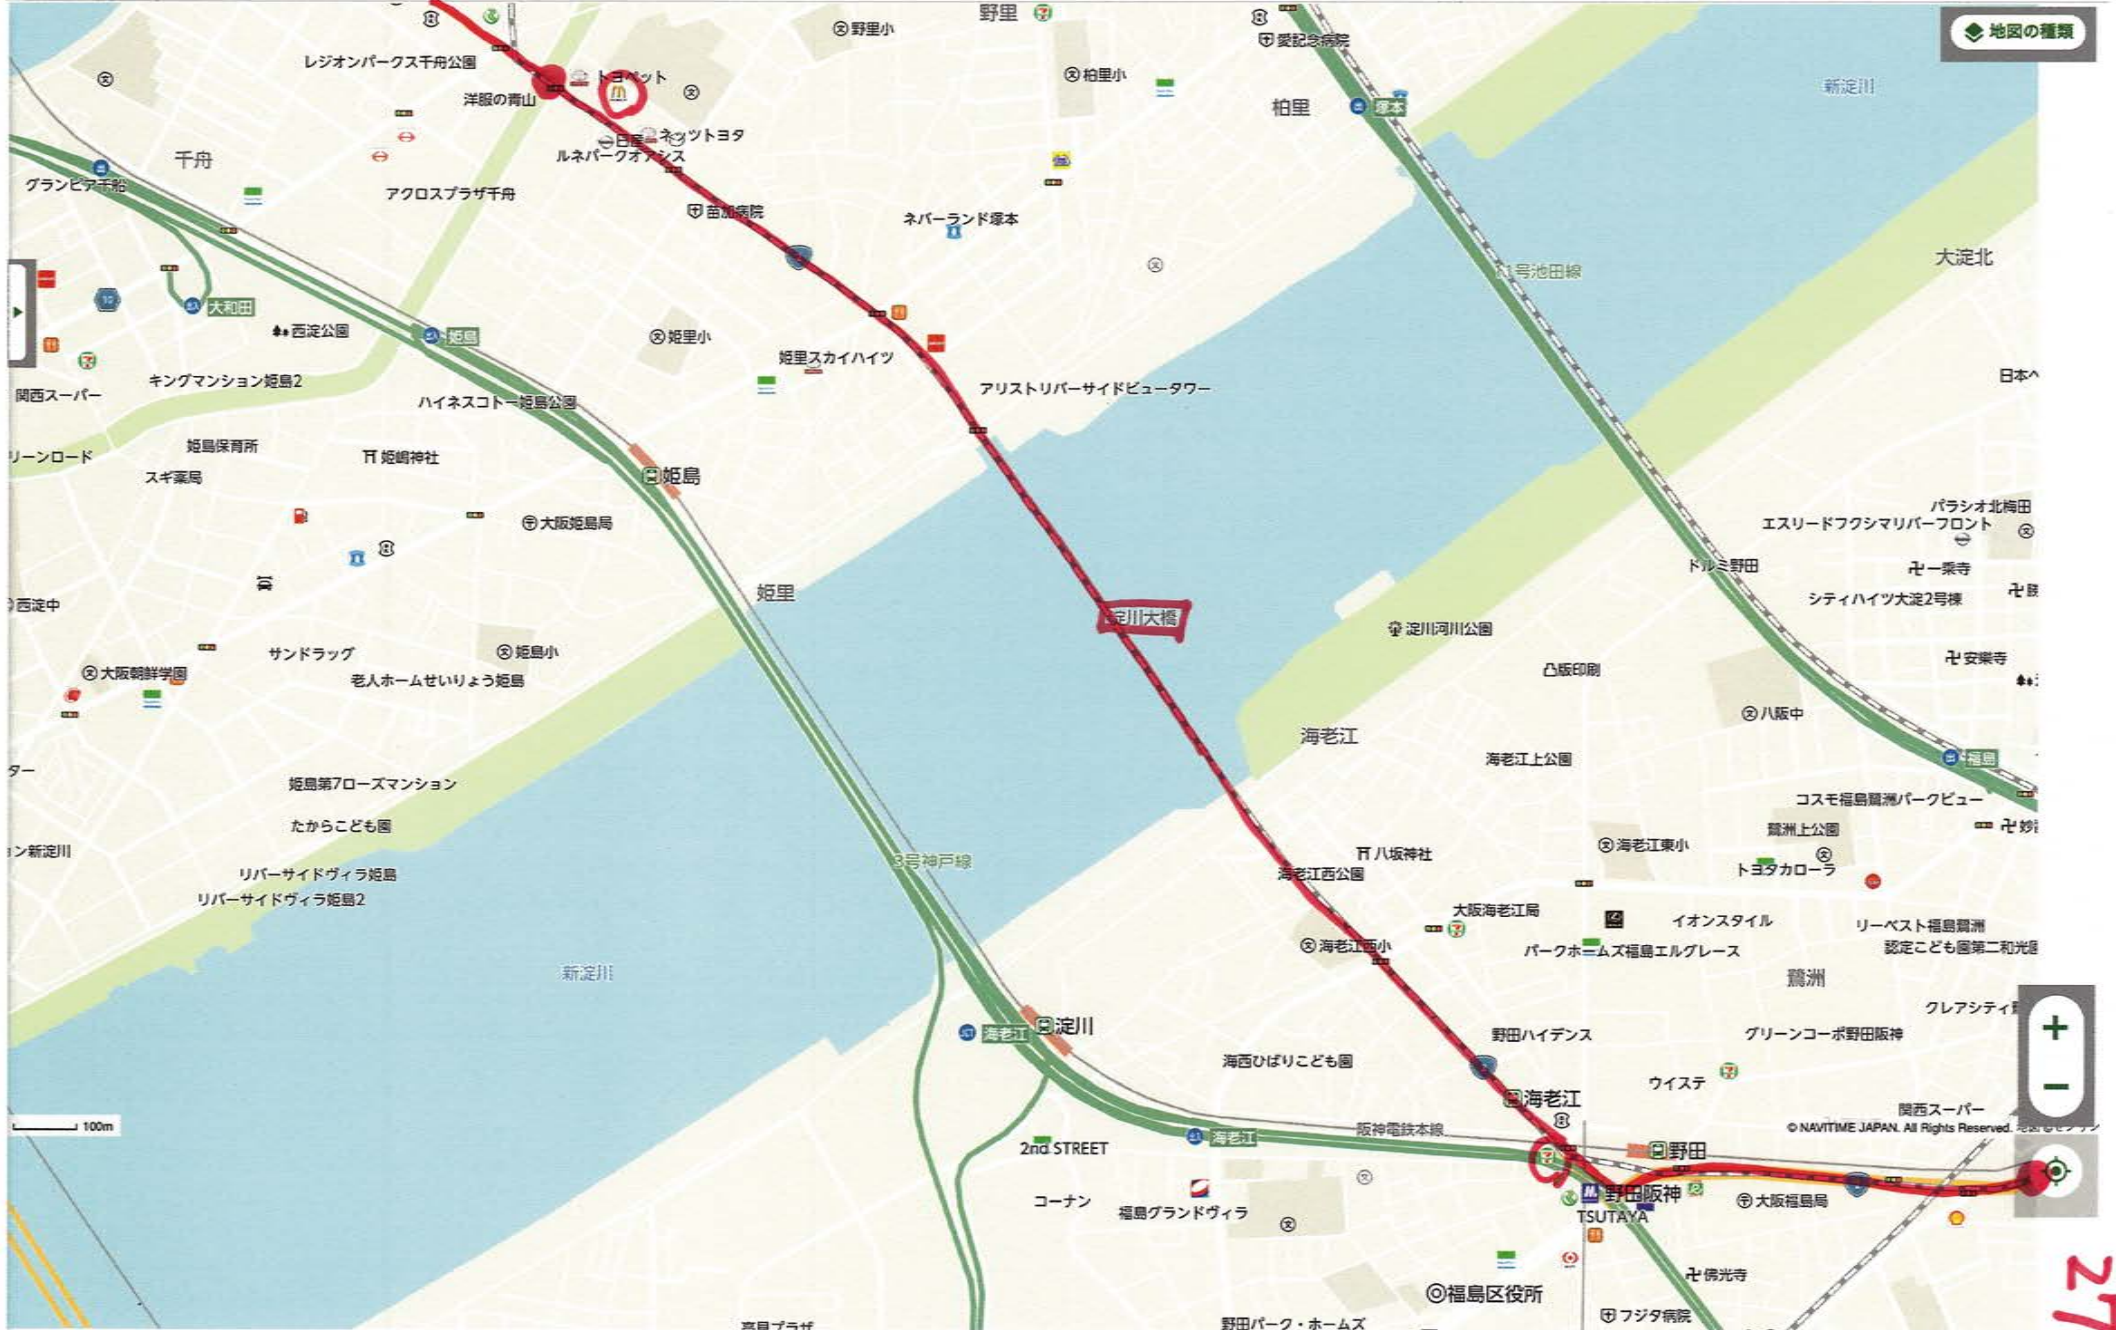 野里
地図の種類
野里小
愛記念病院
レジオンパークス千舟公園
トヨペット
柏里小
新淀川
洋服の青山
柏里
塚本
日産
ネッツトヨタ
千舟
ルネパークオアシス
グランピア千船
アクロスプラザ千舟
苗加病院
ネバーランド塚本
大淀北
11号池田線
10
大和田
西淀公園
姫島
姫里小
姫里スカイハイツ
日本ペ
キングマンション姫島2
関西スーパー
アリストリバーサイドビュータワー
ハイネスコトー姫島公園
姫島保育所
リーンロード
姫嶋神社
スギ薬局
姫島
パラシオ北梅田
大阪姫島局
エスリードフクシマリバーフロント
ドルミ野田
一乗寺
姫里
西淀中
シティハイツ大淀2号棟
淀川大橋
淀川河川公園
サンドラッグ
姫島小
安樂寺
大阪朝鮮学園
凸版印刷
老人ホームせいりょう姫島
八阪中
海老江
海老江上公園
福島
ター
姫島第7ローズマンション
コスモ福島鷺洲パークビュー
たからこども園
鷺洲上公園
妙
ン新淀川
八坂神社
海老江東小
3号神戸線
トヨタカローラ
リバーサイドヴィラ姫島
海老江西公園
リバーサイドヴィラ姫島2
大阪海老江局
イオンスタイル
リーベスト福島鷺洲
海老江西小
パークホームズ福島エルグレース
認定こども園第二和光園
新淀川
鷺洲
クレアシティ
JCT
海老江
淀川
野田ハイデンス
グリーンコーポ野田阪神
海西ひばりこども園
ウイステ
海老江
関西スーパー
100m
© NAVITIME JAPAN. All Rights Reserved.
阪神電鉄本線
海老江
2nd STREET
野田
野田阪神
コーナン
福島グランドヴィラ
TSUTAYA
大阪福島局
佛光寺
福島区役所
フジタ病院
高見プラザ
野田パーク・ホームズ
27